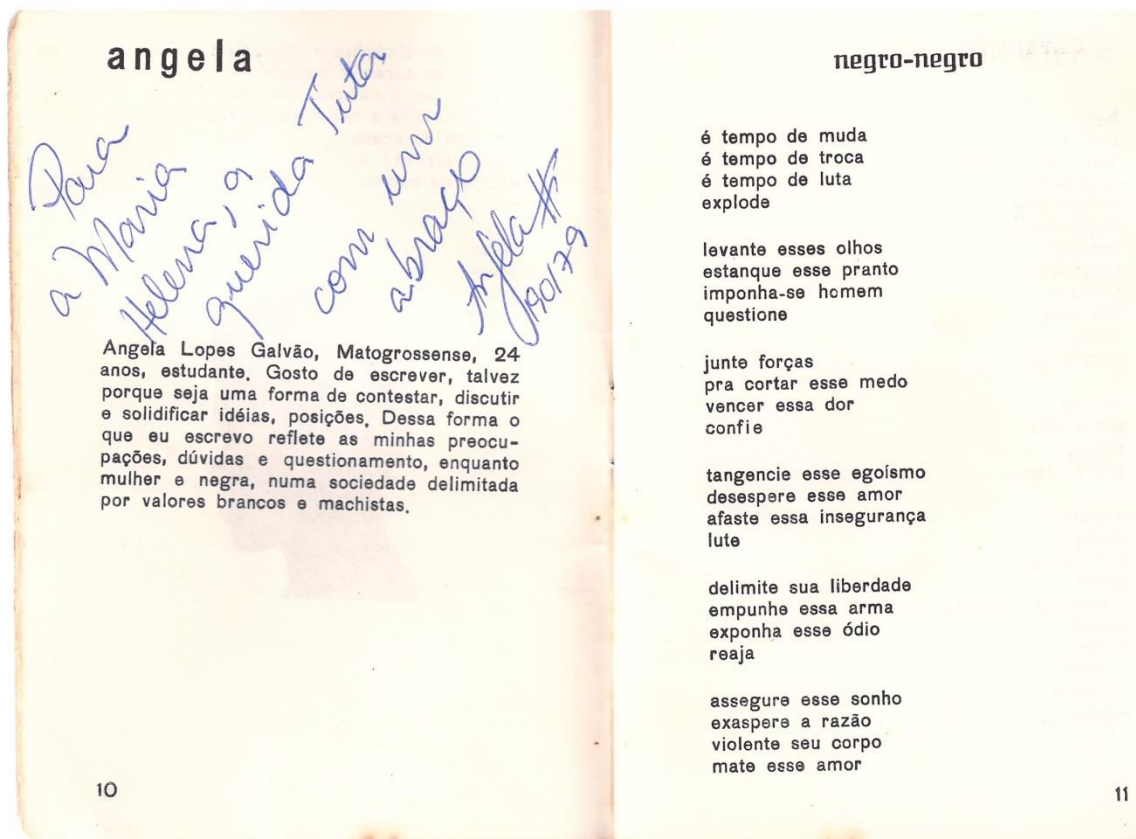 angela
Para
a Maria
Helena, a
querida Tuta
com um
abraço
Angela
Angela Lopes Galvão, Matogrossense, 24
anos, estudante. Gosto de escrever, talvez
porque seja uma forma de contestar, discutir
e solidificar idéias, posições. Dessa forma o
que eu escrevo reflete as minhas preocu-
pações, dúvidas e questionamento, enquanto
mulher e negra, numa sociedade delimitada
por valores brancos e machistas.
10
negro-negro
é tempo de muda
é tempo de troca
é tempo de luta
explode
levante esses olhos
estanque esse pranto
imponha-se homem
questione
junte forças
pra cortar esse medo
vencer essa dor
confie
tangencie esse egoísmo
desespere esse amor
afaste essa insegurança
lute
delimite sua liberdade
empunhe essa arma
exponha esse ódio
reaja
assegure esse sonho
exaspere a razão
violente seu corpo
mate esse amor
11